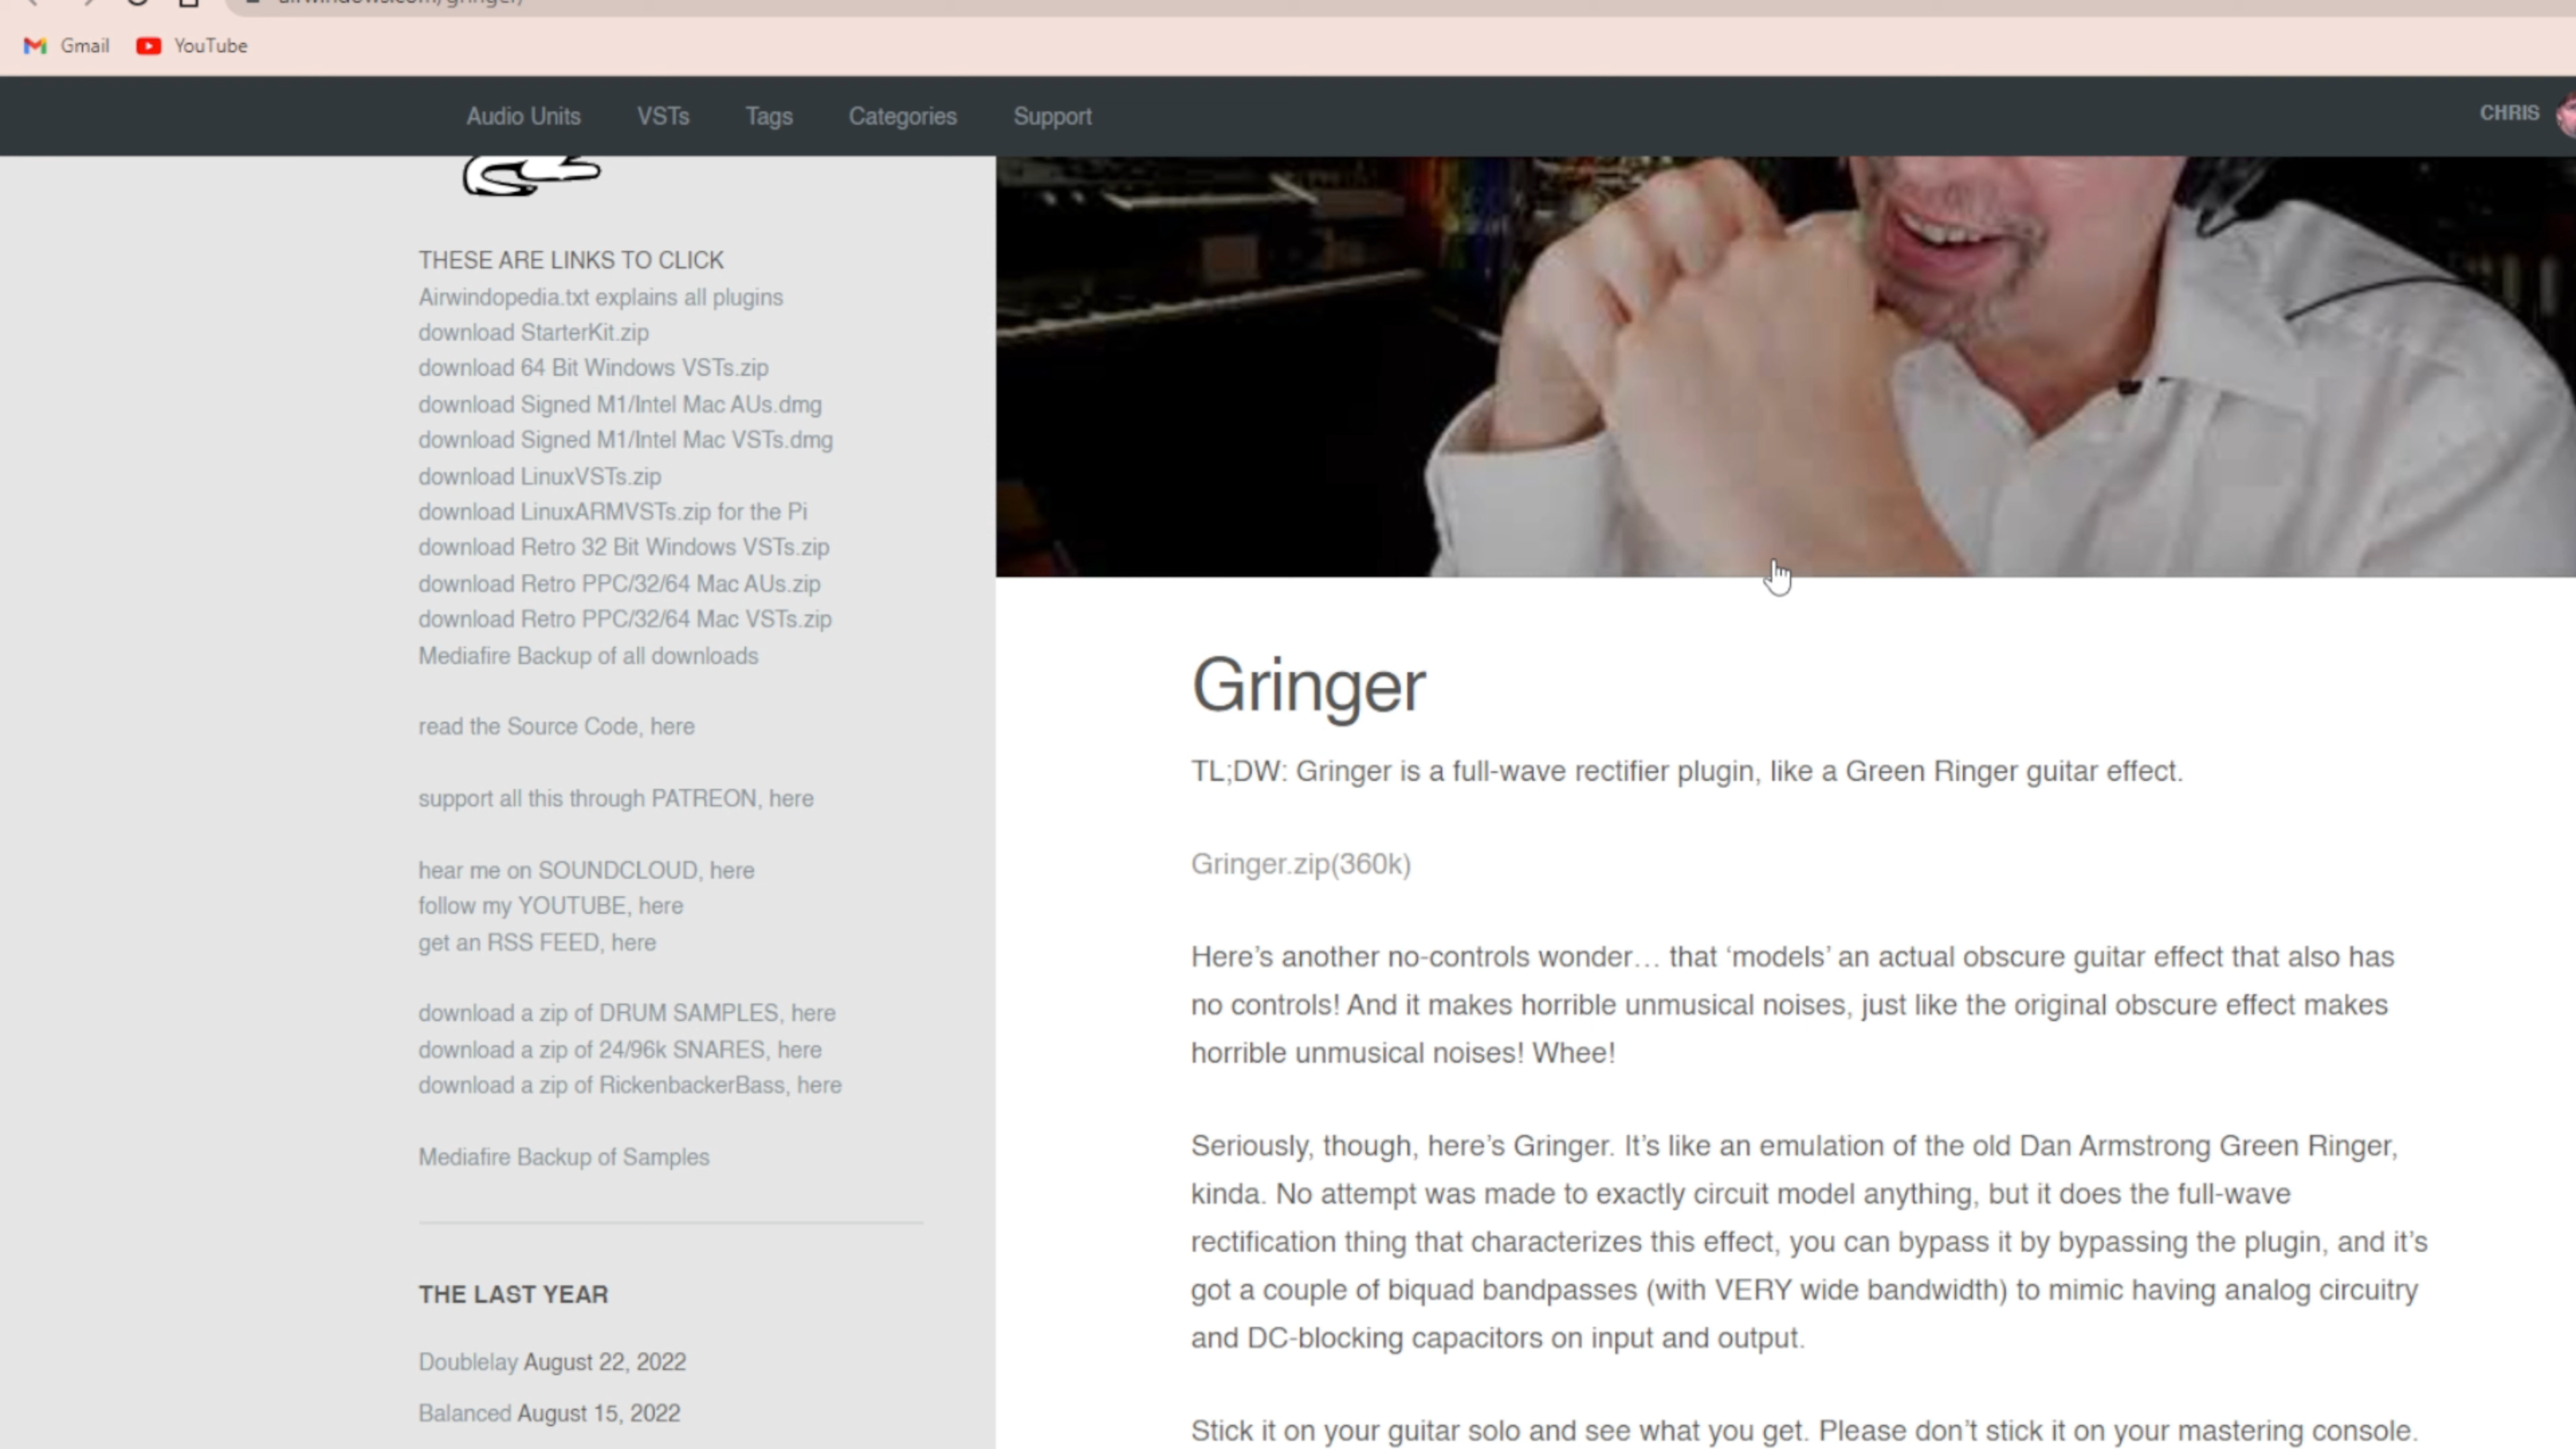 Gmail YouTube
Audio Units VSTs Tags Categories Support CHRIS
THESE ARE LINKS TO CLICK
Airwindopedia.txt explains all plugins
download StarterKit.zip
download 64 Bit Windows VSTs.zip
download Signed M1/Intel Mac AUs.dmg
download Signed M1/Intel Mac VSTs.dmg
download LinuxVSTs.zip
download LinuxARMVSTs.zip for the Pi
download Retro 32 Bit Windows VSTs.zip
download Retro PPC/32/64 Mac AUs.zip
download Retro PPC/32/64 Mac VSTs.zip
Mediafire Backup of all downloads
read the Source Code, here
support all this through PATREON, here
hear me on SOUNDCLOUD, here
follow my YOUTUBE, here
get an RSS FEED, here
download a zip of DRUM SAMPLES, here
download a zip of 24/96k SNARES, here
download a zip of RickenbackerBass, here
Mediafire Backup of Samples
THE LAST YEAR
Doublelay August 22, 2022
Balanced August 15, 2022
Gringer
TL;DW: Gringer is a full-wave rectifier plugin, like a Green Ringer guitar effect.
Gringer.zip(360k)
Here’s another no-controls wonder… that ‘models’ an actual obscure guitar effect that also has
no controls! And it makes horrible unmusical noises, just like the original obscure effect makes
horrible unmusical noises! Whee!
Seriously, though, here’s Gringer. It’s like an emulation of the old Dan Armstrong Green Ringer,
kinda. No attempt was made to exactly circuit model anything, but it does the full-wave
rectification thing that characterizes this effect, you can bypass it by bypassing the plugin, and it’s
got a couple of biquad bandpasses (with VERY wide bandwidth) to mimic having analog circuitry
and DC-blocking capacitors on input and output.
Stick it on your guitar solo and see what you get. Please don’t stick it on your mastering console.